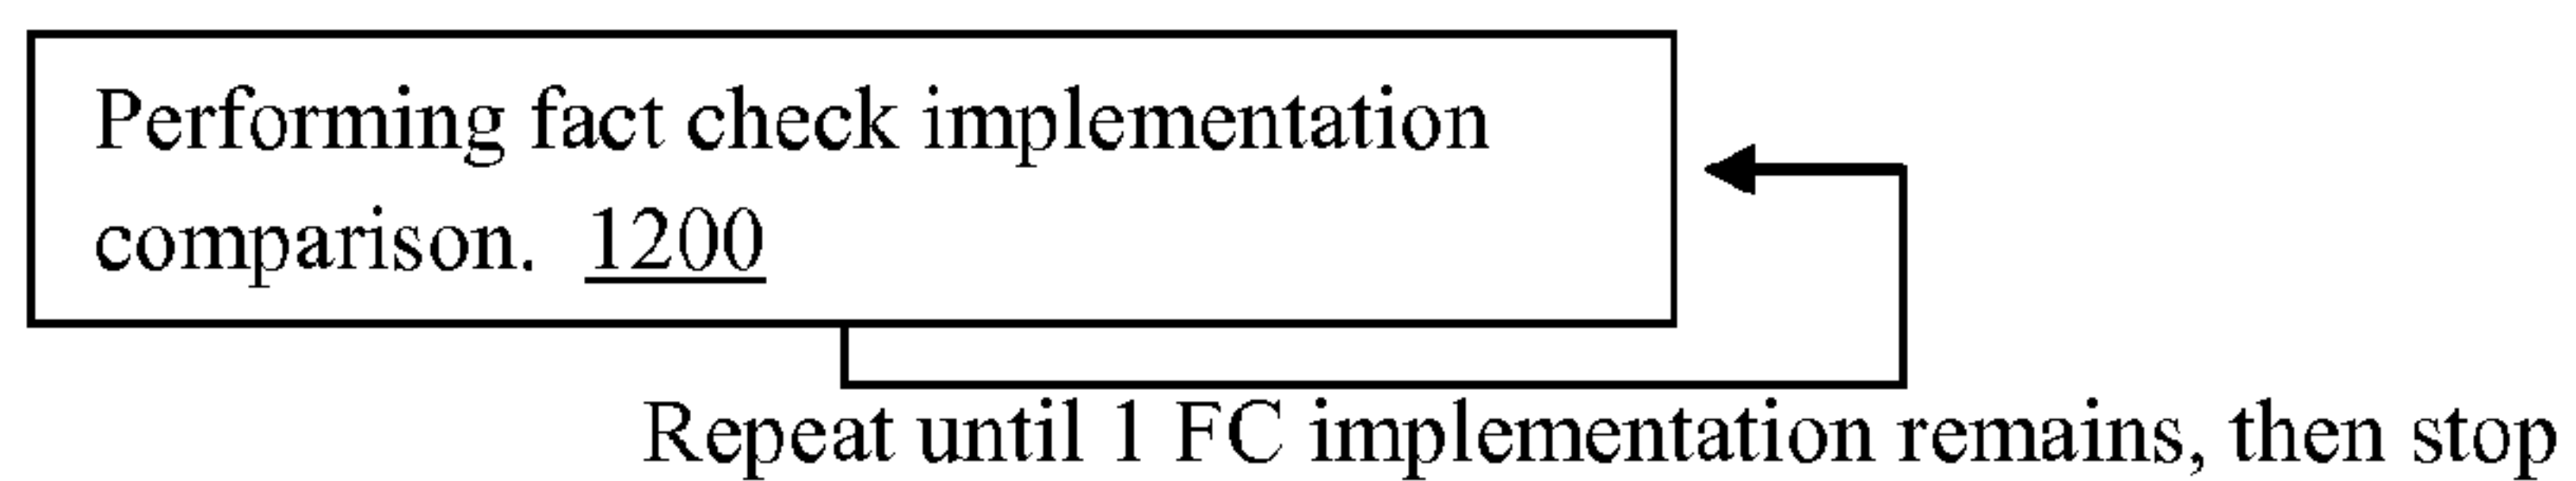 Performing fact check implementation
comparison. 1200
Repeat until 1 FC implementation remains, then stop